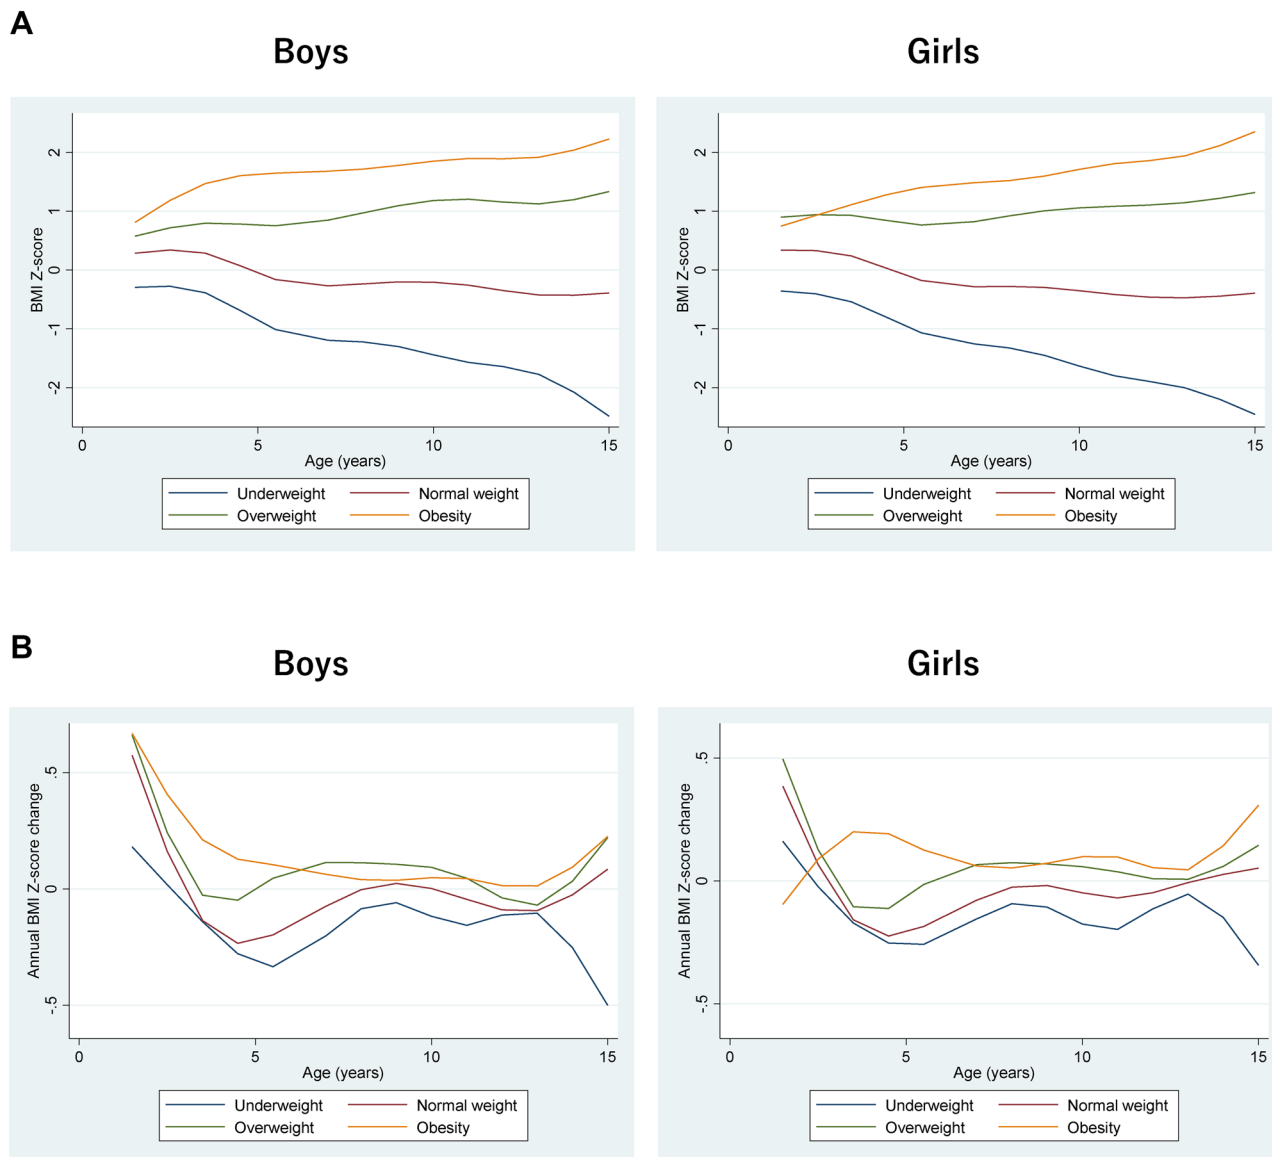 A
Boys
Girls
BMI Z-score
2
1
0
-1
-2
0 5 10 15
Age (years)
Underweight Normal weight
Overweight Obesity
BMI Z-score
2
1
0
-1
-2
0 5 10 15
Age (years)
Underweight Normal weight
Overweight Obesity
B
Boys
Girls
Annual BMI Z-score change
.5
0
-.5
0 5 10 15
Age (years)
Underweight Normal weight
Overweight Obesity
Annual BMI Z-score change
.5
0
-.5
0 5 10 15
Age (years)
Underweight Normal weight
Overweight Obesity